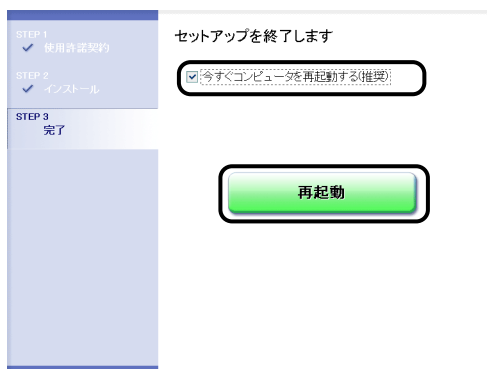 STEP 1
使用許諾契約
STEP 2
インストール
STEP 3
完了
セットアップを終了します
今すぐコンピュータを再起動する(推奨)
再起動